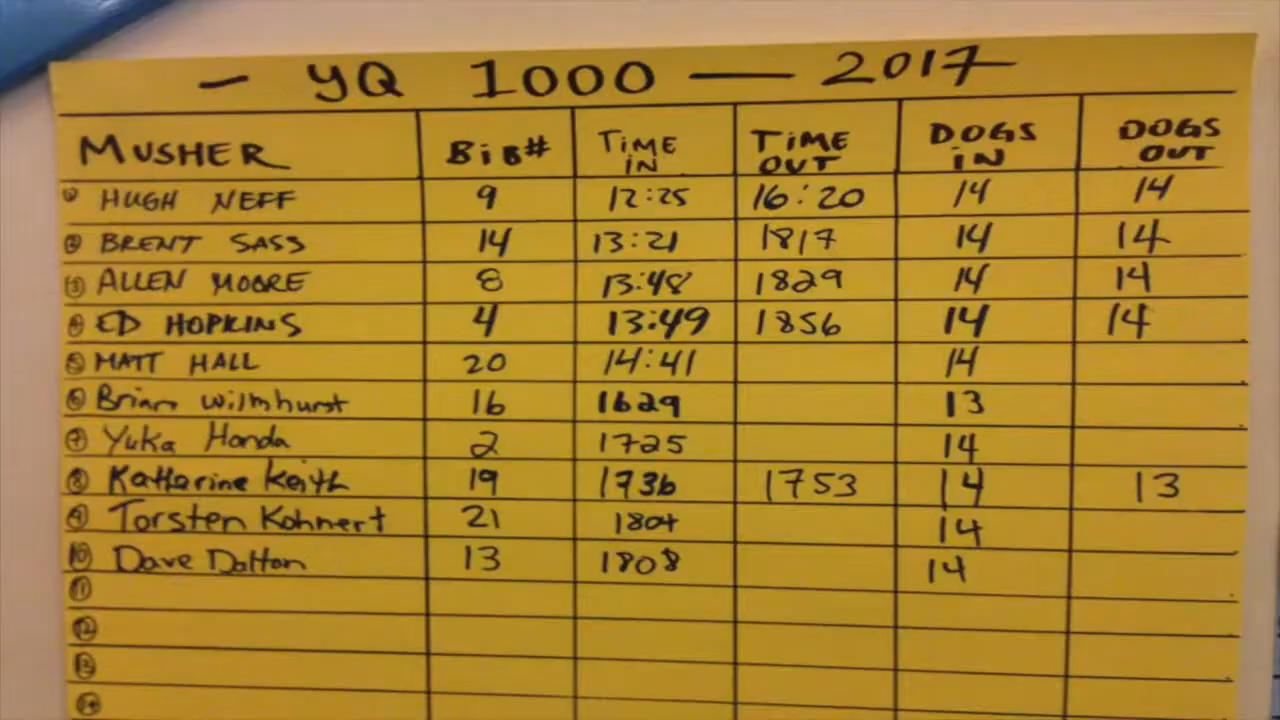 - YQ 1000 — 2017
MUSHER BIB# TIME IN TIME OUT DOGS IN DOGS OUT
1 HUGH NEFF 9 12:25 16:20 14 14
2 BRENT SASS 14 13:21 1817 14 14
3 ALLEN MOORE 8 13:48 1829 14 14
4 ED HOPKINS 4 13:49 1856 14 14
5 MATT HALL 20 14:41 14
6 Brian Wilmhurst 16 1629 13
7 Yuka Honda 2 1725 14
8 Katharine Keith 19 1736 1753 14 13
9 Torsten Kohnert 21 1804 14
10 Dave Dalton 13 1808 14
11
12
13
14